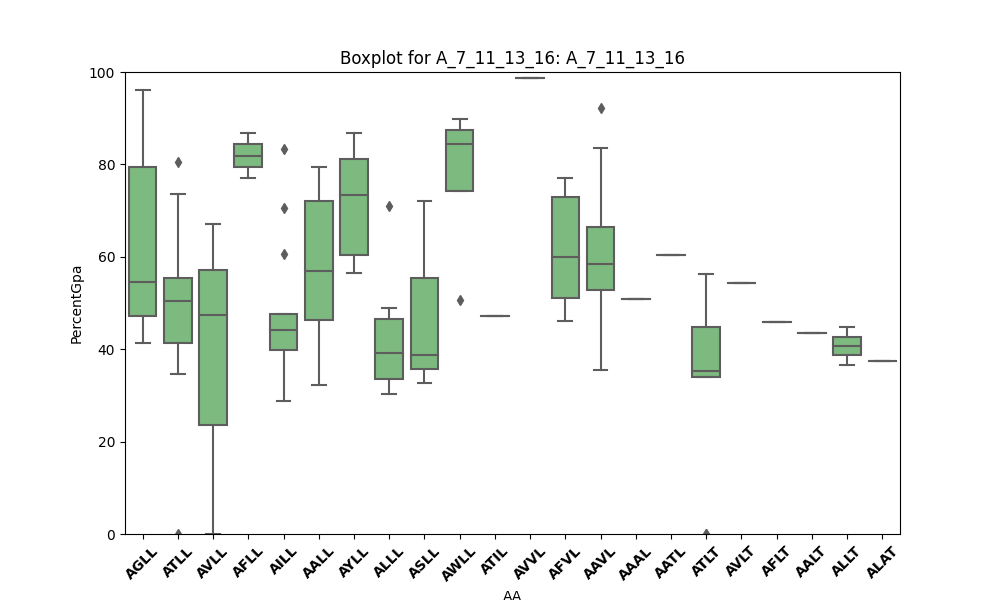 Boxplot for A_7_11_13_16: A_7_11_13_16
100
80
60
40
20
0
PercentGpa
AGLL ATLL AVLL AFLL AILL AALL AYLL ALLL ASLL AWLL ATIL AVVL AFVL AAVL AAAL AATL ATLT AVLT AFLT AALT ALLT ALAT
AA